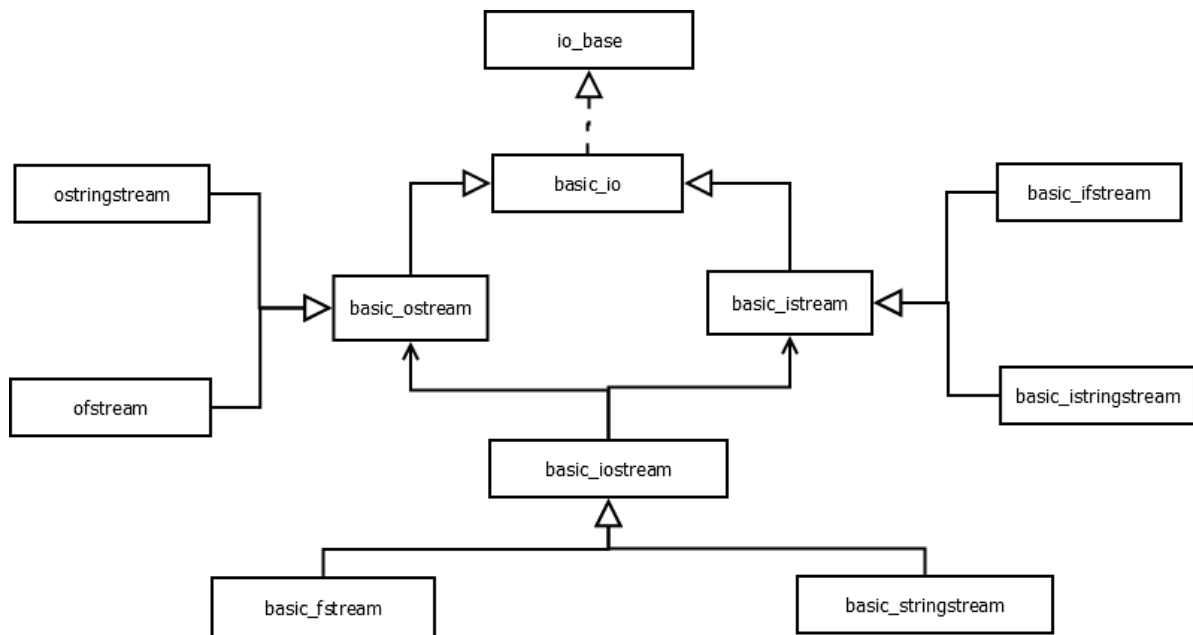 io_base
ostringstream
basic_io
basic_ifstream
basic_ostream
basic_istream
ofstream
basic_istringstream
basic_iostream
basic_fstream
basic_stringstream